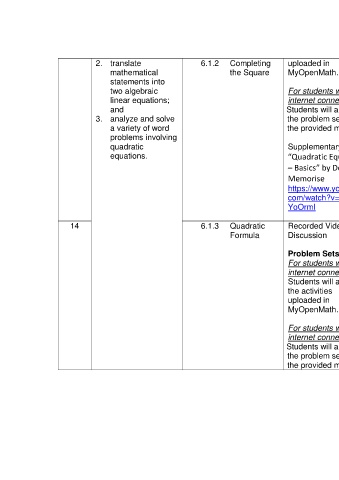 2. translate
mathematical
statements into
two algebraic
linear equations;
and
3. analyze and solve
a variety of word
problems involving
quadratic
equations.
6.1.2 Completing
the Square
uploaded in
MyOpenMath.
For students w
internet conne
Students will a
the problem se
the provided m
Supplementary
"Quadratic Equ
– Basics" by De
Memorise
https://www.yo
com/watch?v=
YoOrmI
14
6.1.3 Quadratic
Formula
Recorded Vide
Discussion
Problem Sets
For students w
internet conne
Students will a
the activities
uploaded in
MyOpenMath.
For students w
internet conne
Students will a
the problem se
the provided m